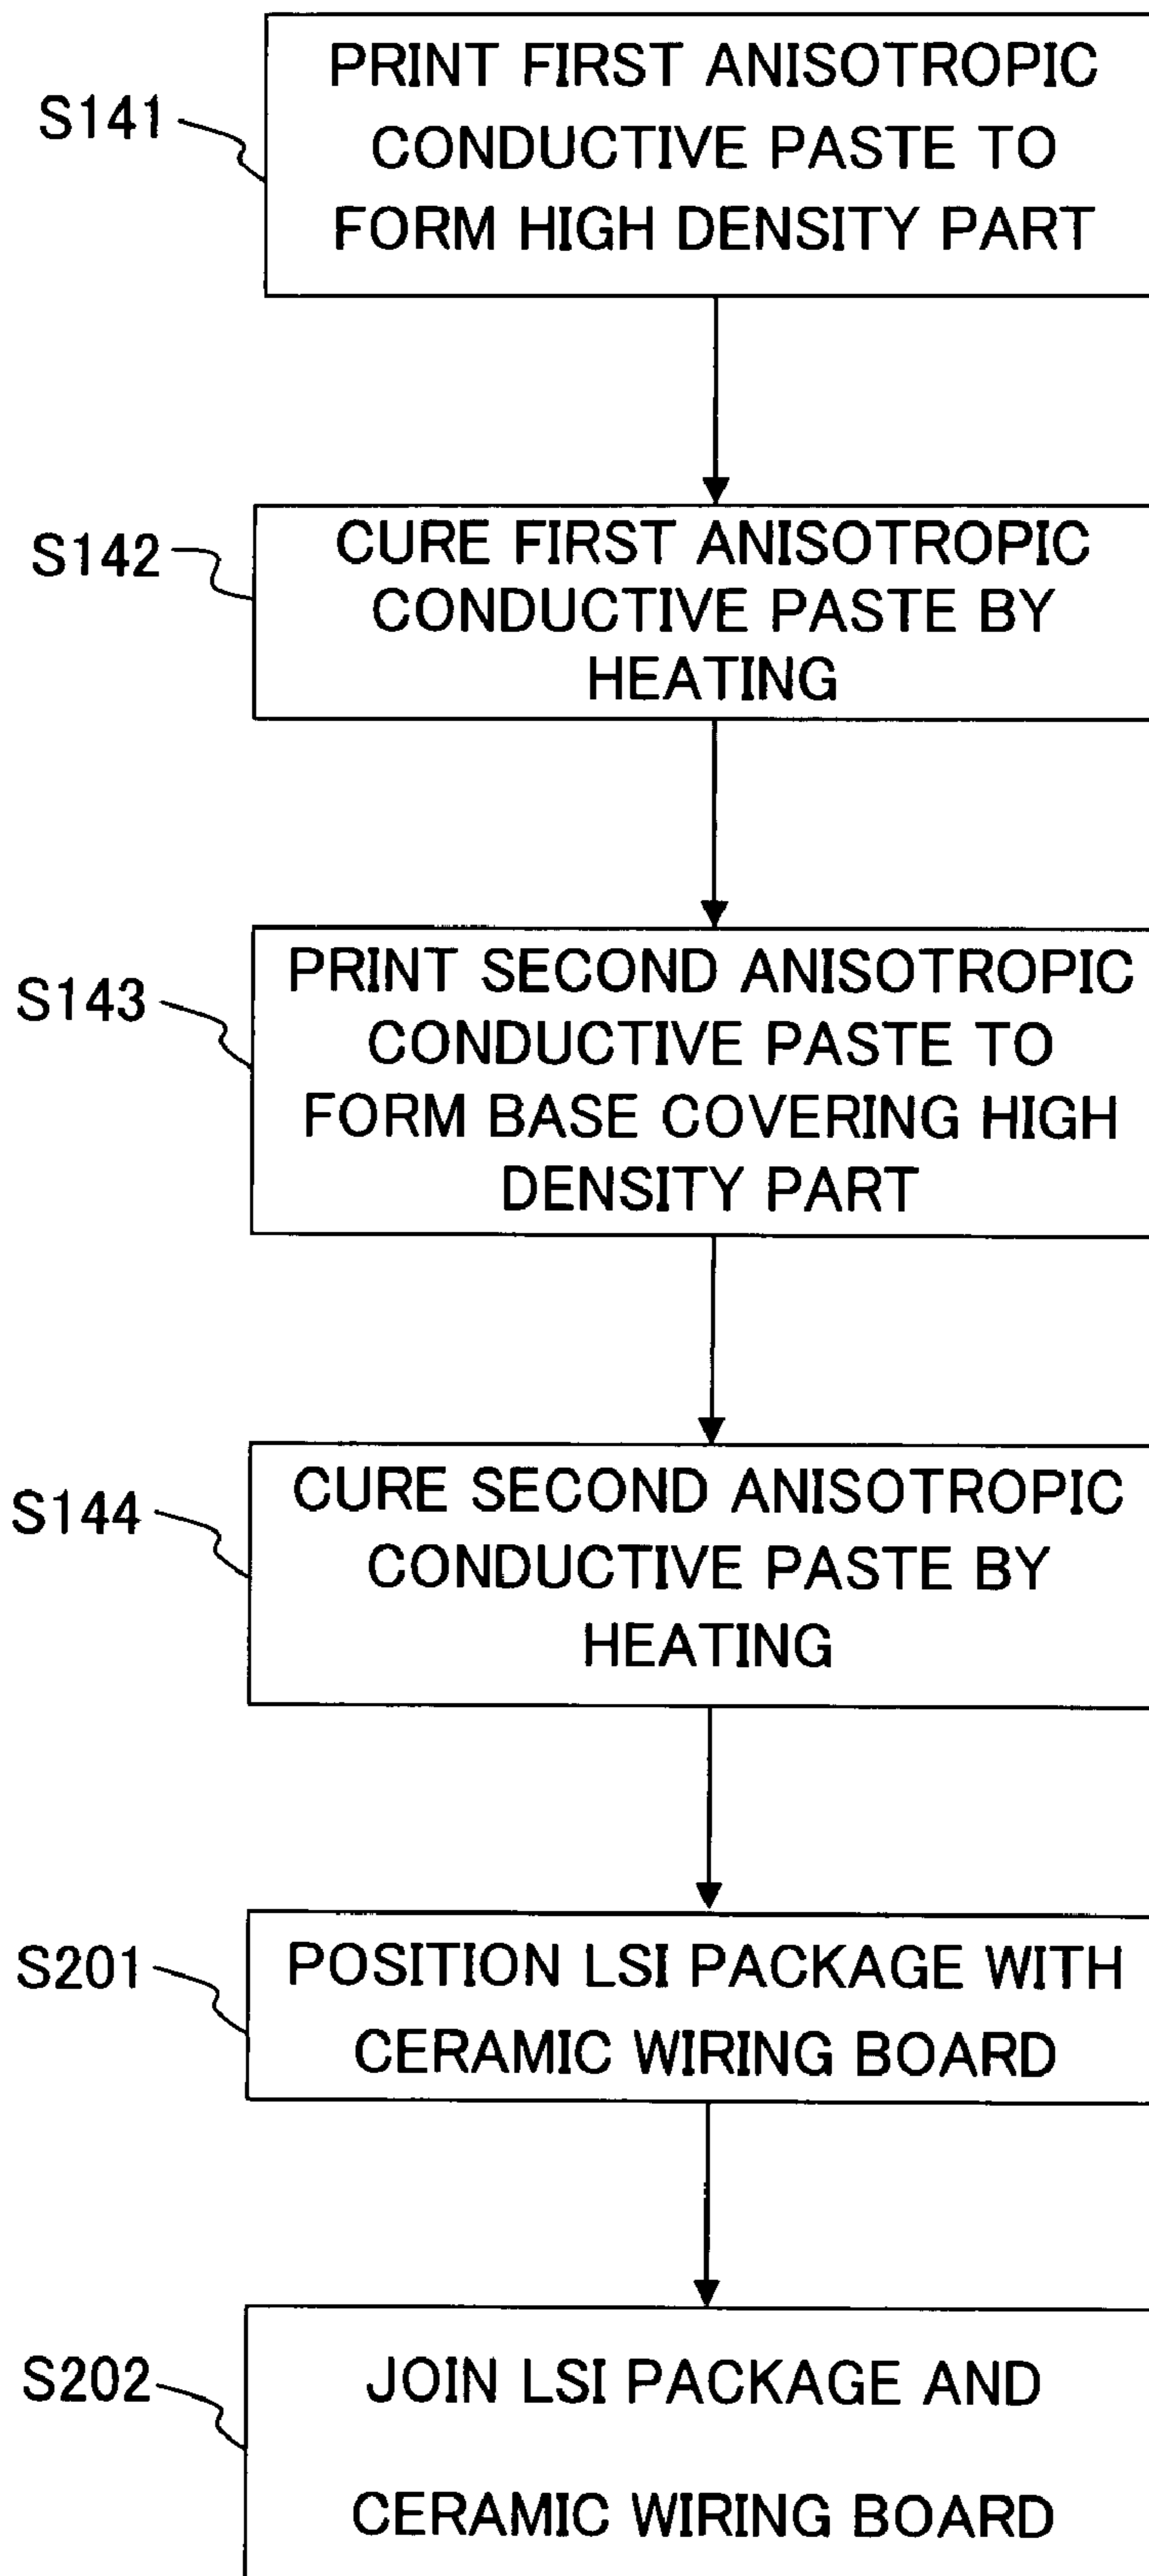 S141
PRINT FIRST ANISOTROPIC
CONDUCTIVE PASTE TO
FORM HIGH DENSITY PART
S142
CURE FIRST ANISOTROPIC
CONDUCTIVE PASTE BY
HEATING
S143
PRINT SECOND ANISOTROPIC
CONDUCTIVE PASTE TO
FORM BASE COVERING HIGH
DENSITY PART
S144
CURE SECOND ANISOTROPIC
CONDUCTIVE PASTE BY
HEATING
S201
POSITION LSI PACKAGE WITH
CERAMIC WIRING BOARD
S202
JOIN LSI PACKAGE AND
CERAMIC WIRING BOARD